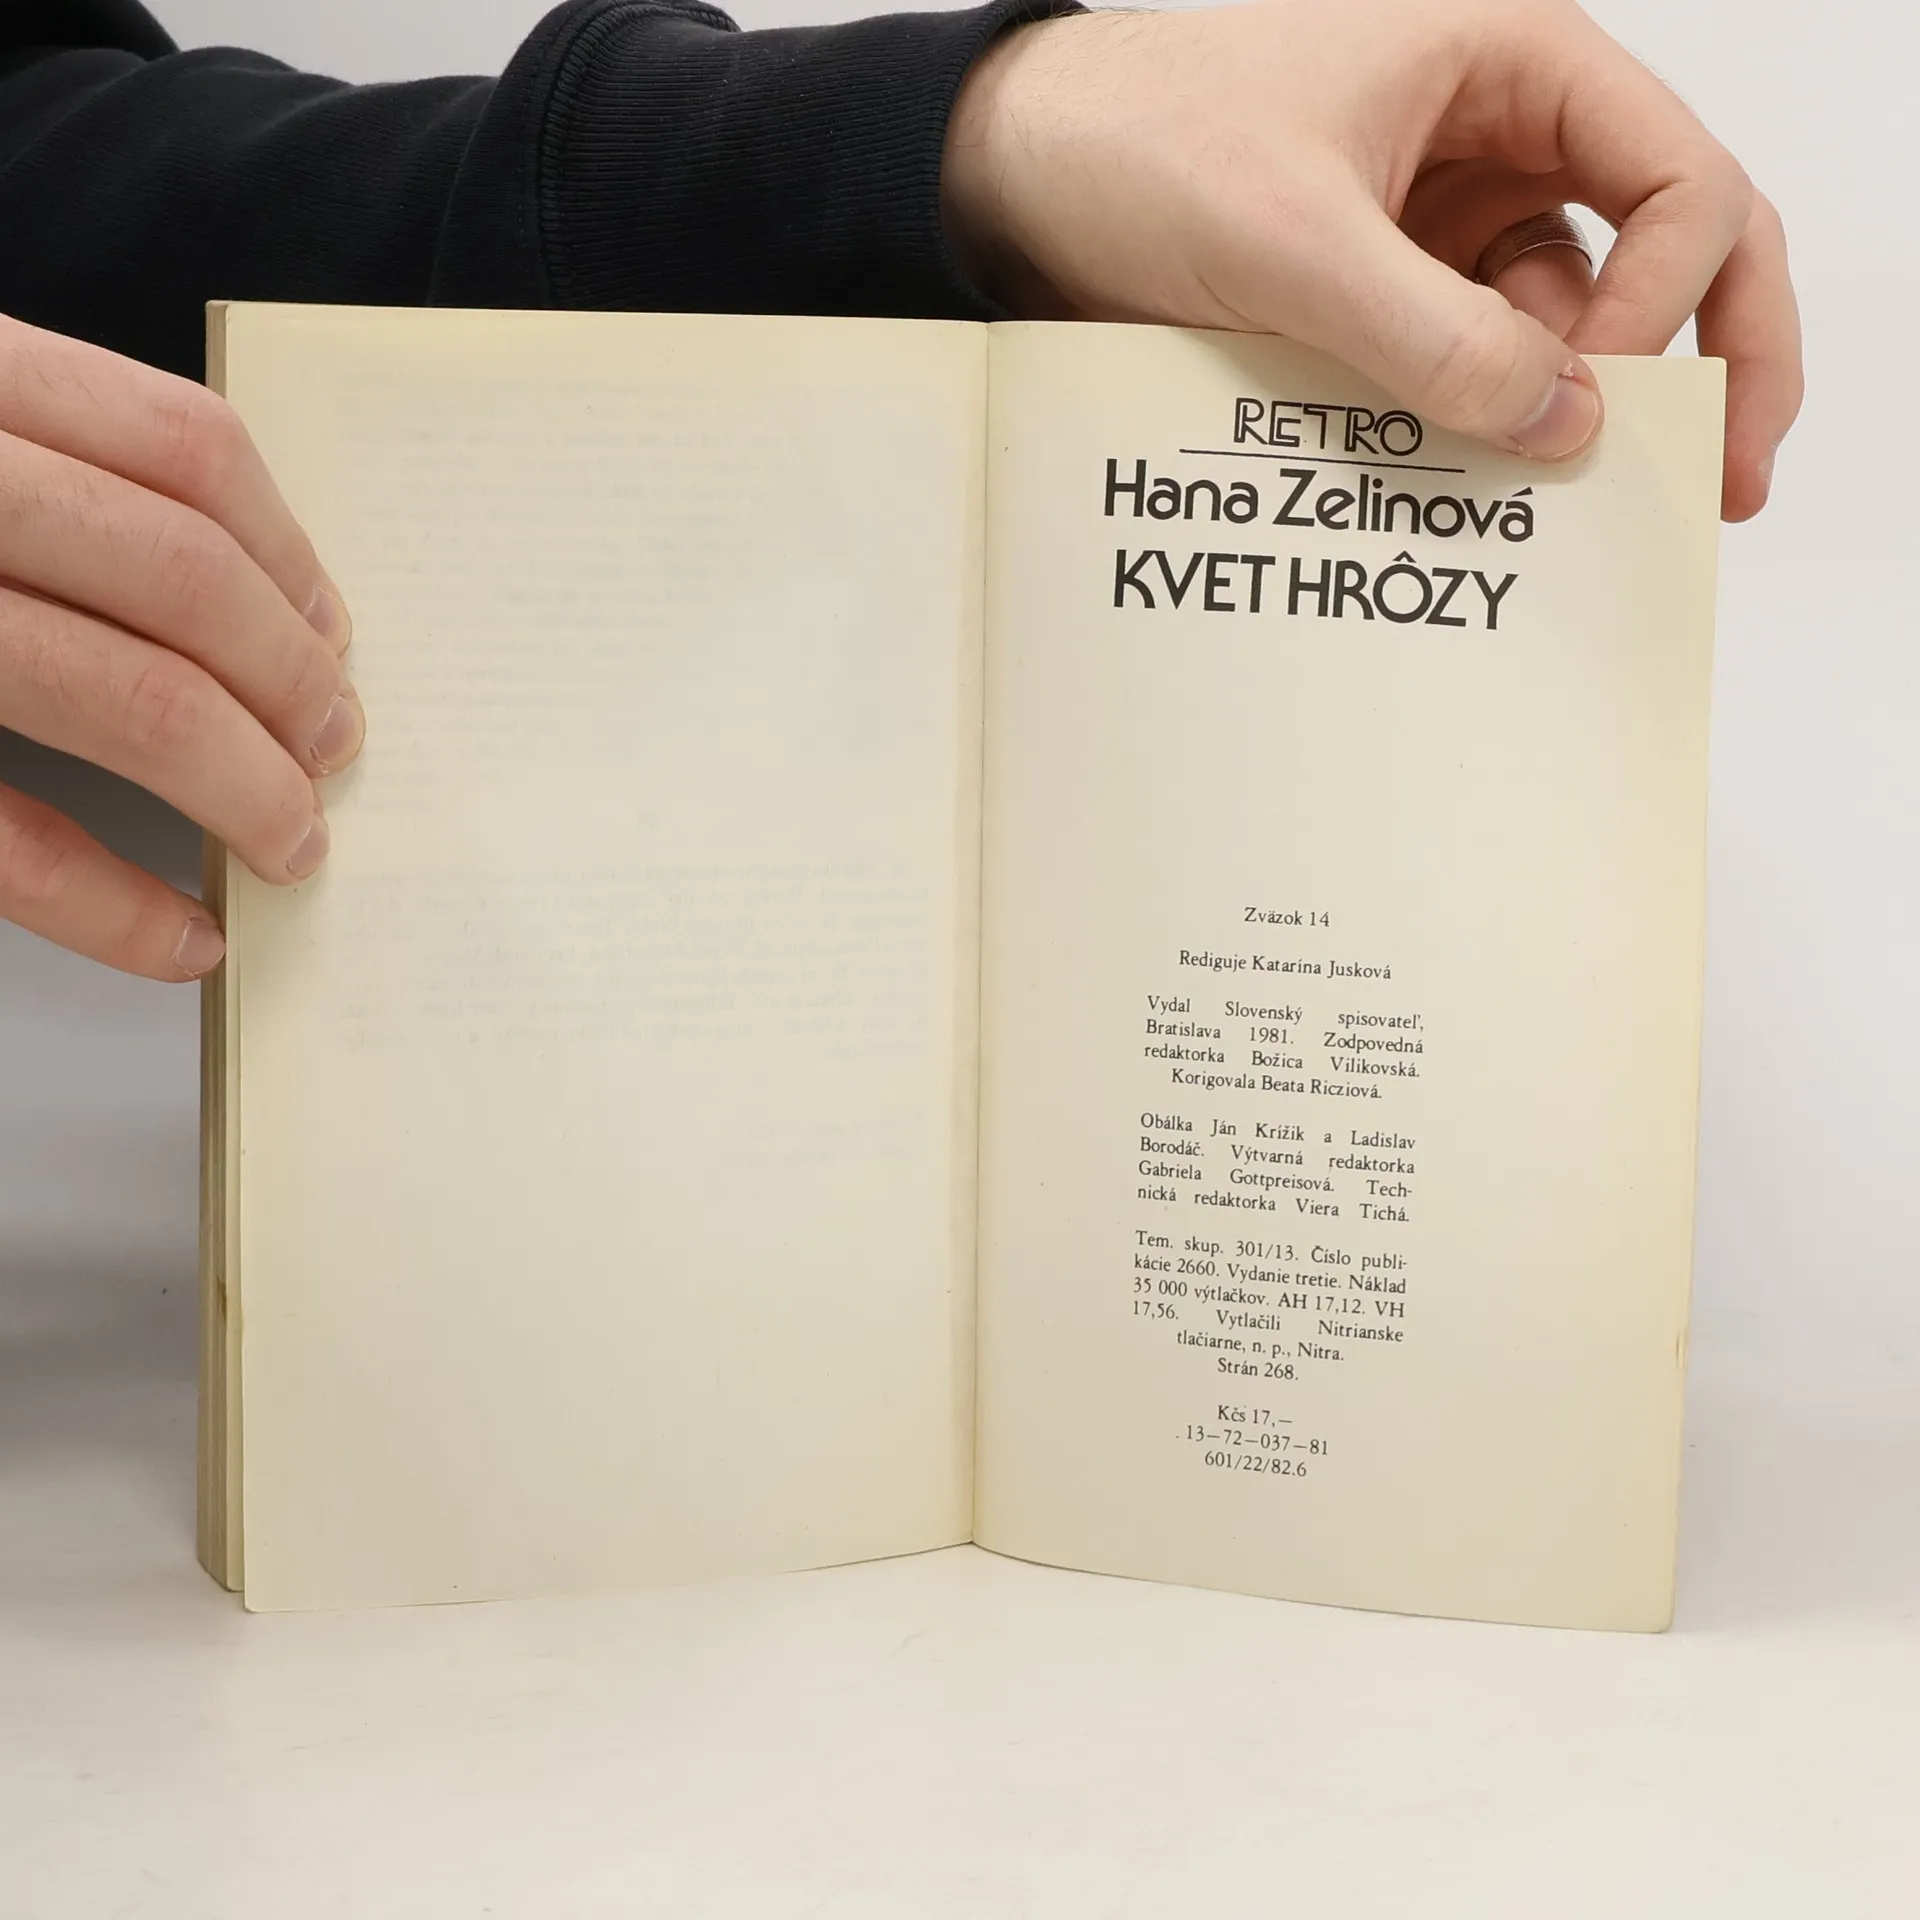 RETRO
Hana Zelinová
KVET HRÔZY
Zväzok 14
Rediguje Katarína Jusková
Vydal Slovenský spisovateľ,
Bratislava 1981. Zodpovedná
redaktorka Božica Vilikovská.
Korigovala Beata Ricziová.
Obálka Ján Krížik a Ladislav
Borodáč. Výtvarná redaktorka
Gabriela Gottpreisová. Tech-
nická redaktorka Viera Tichá.
Tem. skup. 301/13. Číslo publi-
kácie 2660. Vydanie tretie. Náklad
35 000 výtlačkov. AH 17,12. VH
17,56. Vytlačili Nitrianske
tlačiarne, n. p., Nitra.
Strán 268.
Kčs 17,—
13—72—037—81
601/22/82.6